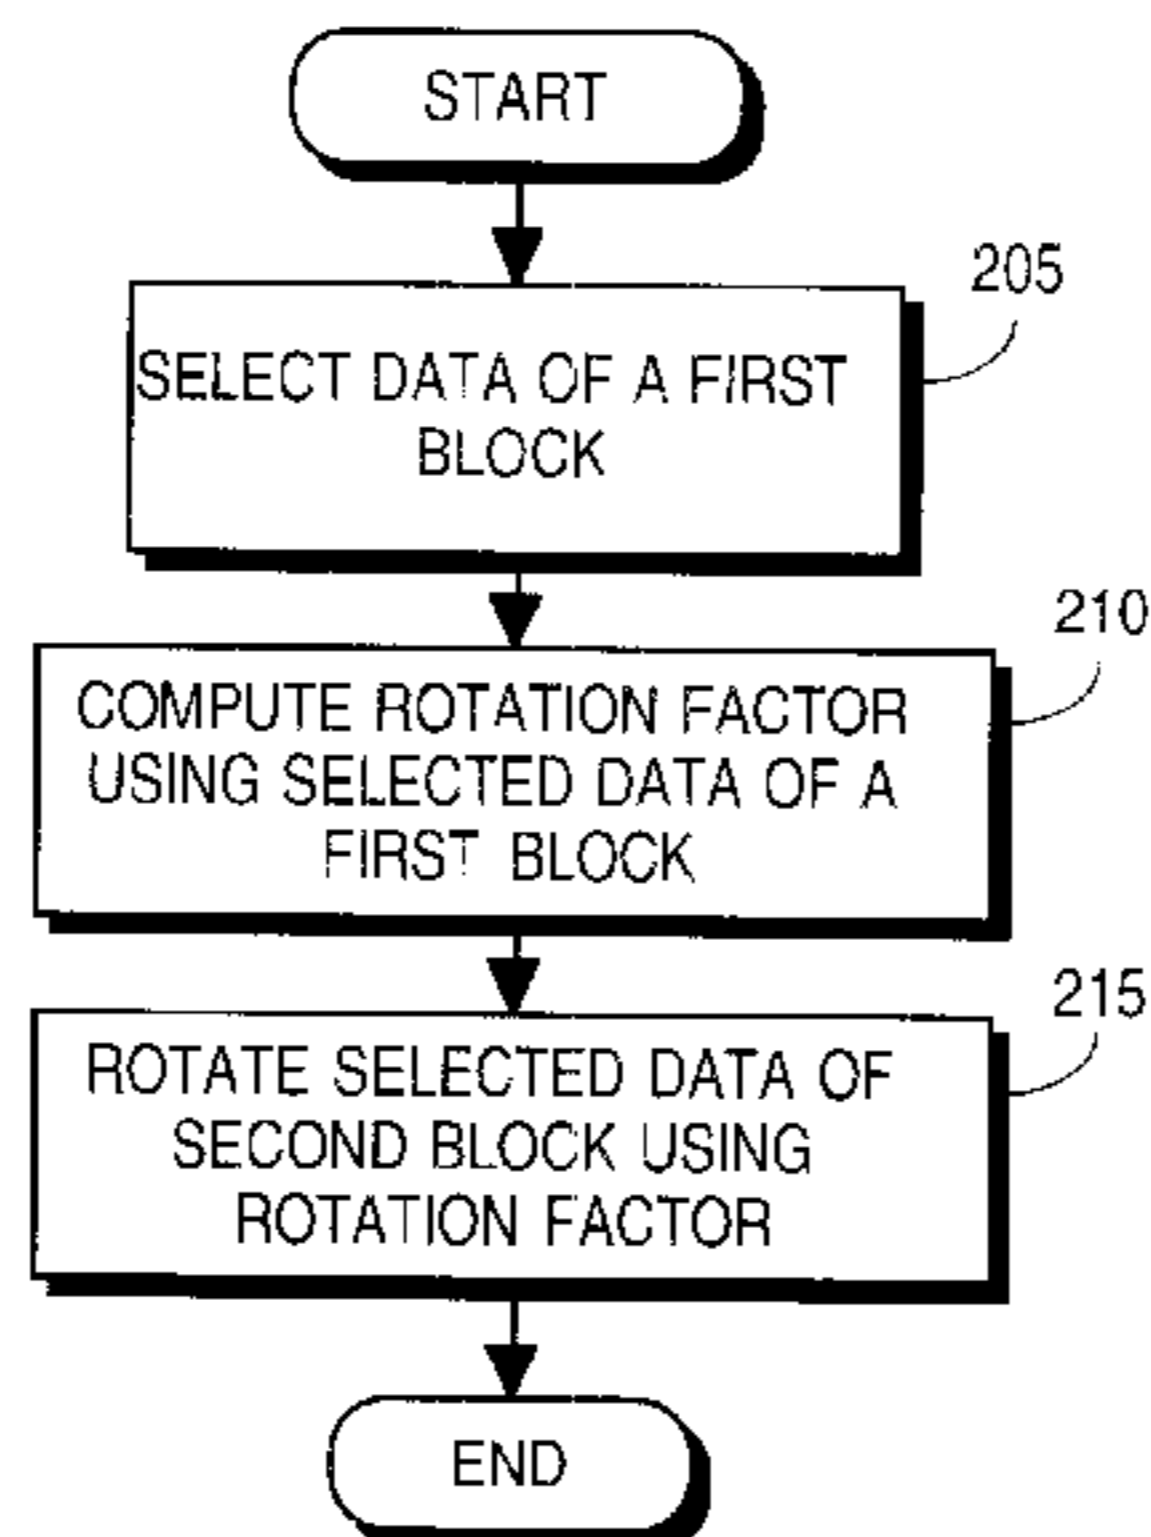 START
205
SELECT DATA OF A FIRST
BLOCK
210
COMPUTE ROTATION FACTOR
USING SELECTED DATA OF A
FIRST BLOCK
215
ROTATE SELECTED DATA OF
SECOND BLOCK USING
ROTATION FACTOR
END